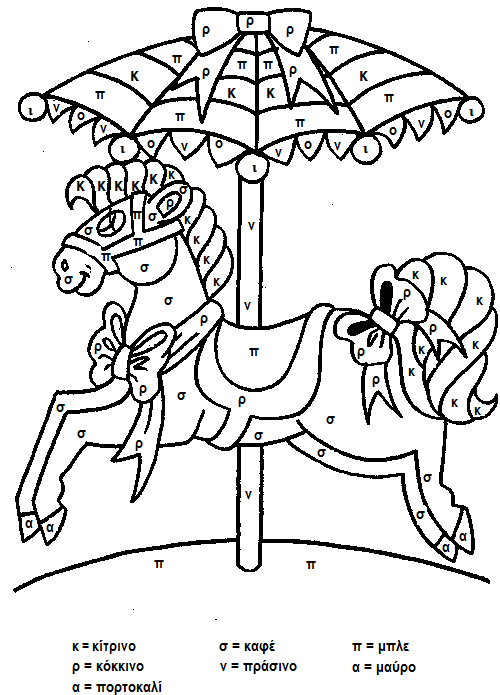 ρ ρ ρ
π π π π
κ ρ κ κ ρ κ
π π π π
ι ν ο ν ι ο ν ο ι ν ο ν ι ο ν ο ι
κ κ κ κ κ κ κ
σ σ π σ ρ κ
π π κ
σ σ κ
ν κ
σ ν κ κ κ
ρ ρ ρ ρ κ
ρ π ρ κ κ
ρ σ ρ ρ κ κ
σ σ ρ σ σ
σ ρ σ σ
α α ν σ α α
π π
κ = κίτρινο σ = καφέ π = μπλε
ρ = κόκκινο ν = πράσινο α = μαύρο
α = πορτοκαλί